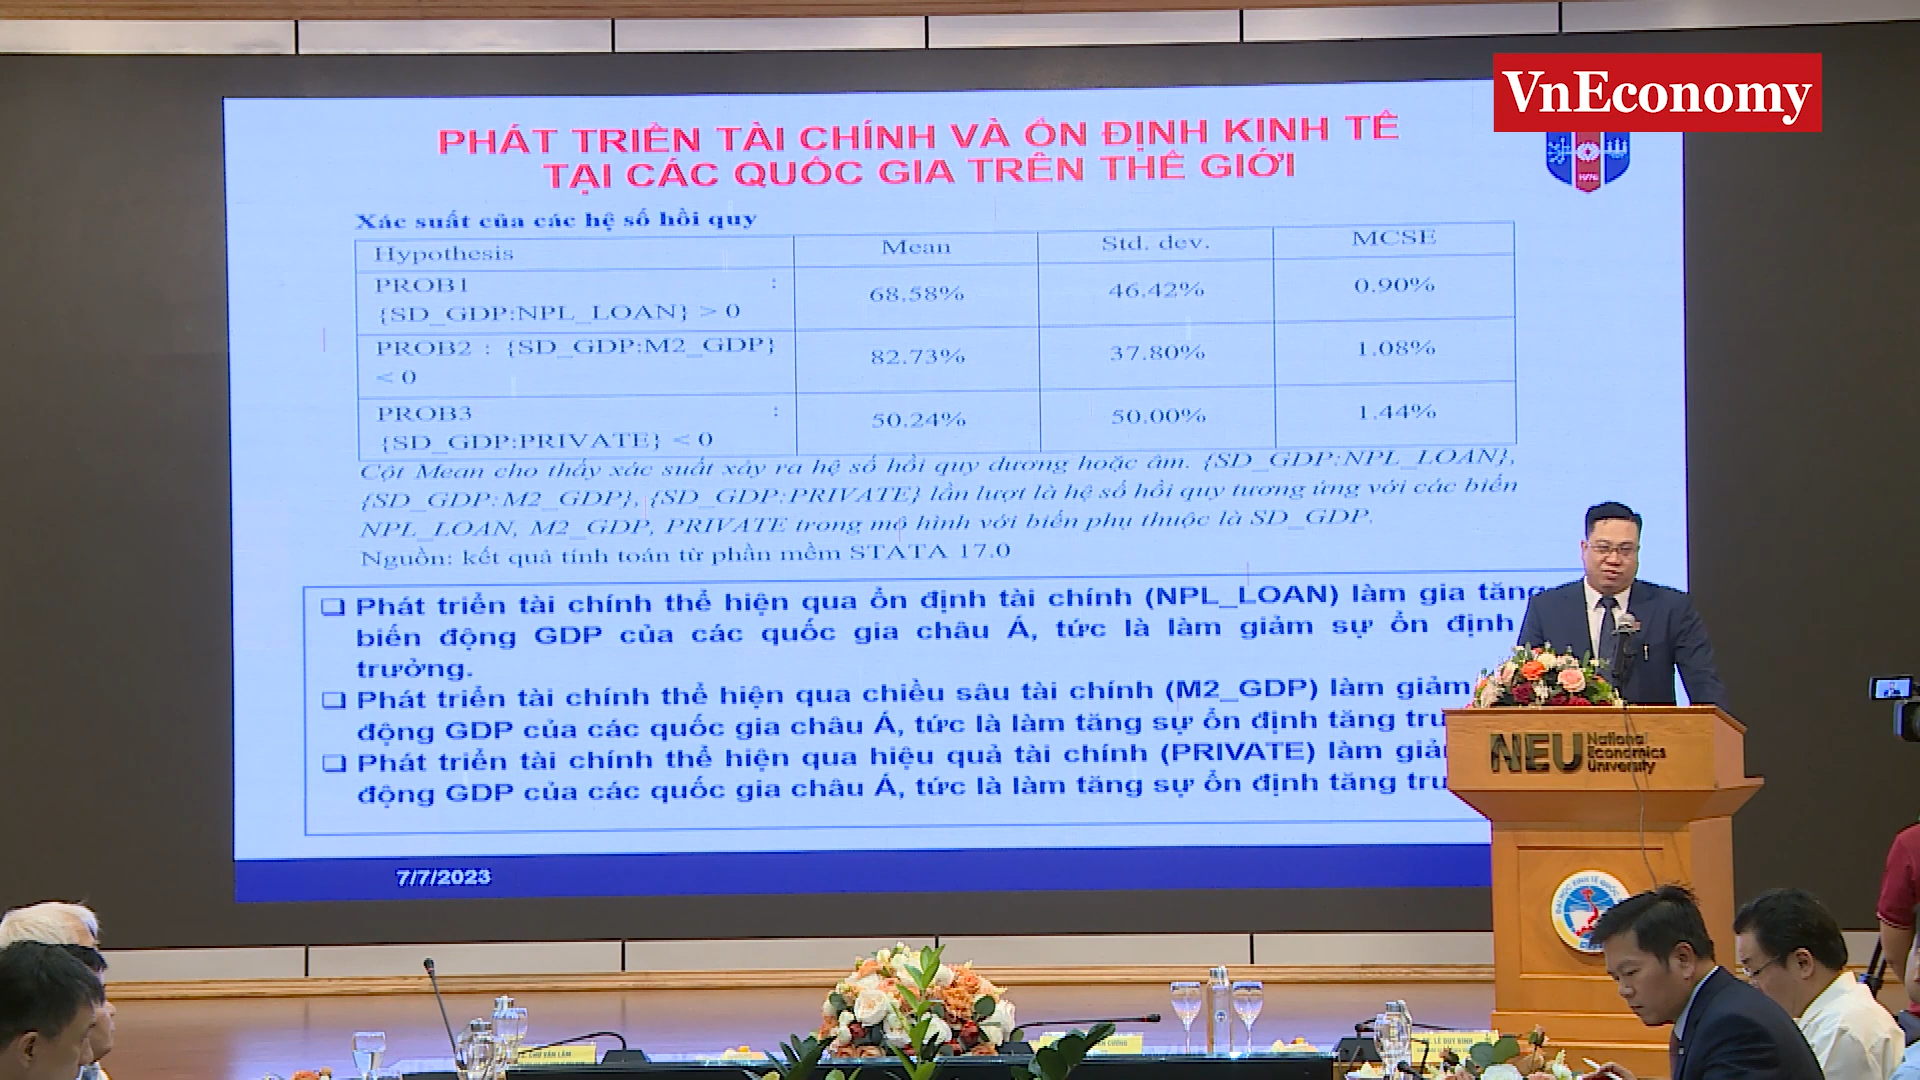 VnEconomy
PHÁT TRIỂN TÀI CHÍNH VÀ ỔN ĐỊNH KINH TẾ
TẠI CÁC QUỐC GIA TRÊN THẾ GIỚI
1976
Xác suất của các hệ số hồi quy
Hypothesis Mean Std. dev. MCSE
PROB1 :
{SD_GDP:NPL_LOAN} > 0 68.58% 46.42% 0.90%
PROB2 : {SD_GDP:M2_GDP}
< 0 82.73% 37.80% 1.08%
PROB3 :
{SD_GDP:PRIVATE} < 0 50.24% 50.00% 1.44%
Cột Mean cho thấy xác suất xảy ra hệ số hồi quy dương hoặc âm. {SD_GDP:NPL_LOAN},
{SD_GDP:M2_GDP}, {SD_GDP:PRIVATE} lần lượt là hệ số hồi quy tương ứng với các biến
NPL_LOAN, M2_GDP, PRIVATE trong mô hình với biến phụ thuộc là SD_GDP.
Nguồn: kết quả tính toán từ phần mềm STATA 17.0
❑ Phát triển tài chính thể hiện qua ổn định tài chính (NPL_LOAN) làm gia tăng
biến động GDP của các quốc gia châu Á, tức là làm giảm sự ổn định
trưởng.
❑ Phát triển tài chính thể hiện qua chiều sâu tài chính (M2_GDP) làm giảm
động GDP của các quốc gia châu Á, tức là làm tăng sự ổn định tăng
❑ Phát triển tài chính thể hiện qua hiệu quả tài chính (PRIVATE) làm
động GDP của các quốc gia châu Á, tức là làm tăng sự ổn định tăng
7/7/2023
NEU National
Economics
University
CHU VĂN LÂM
LÊ DUY BÌNH